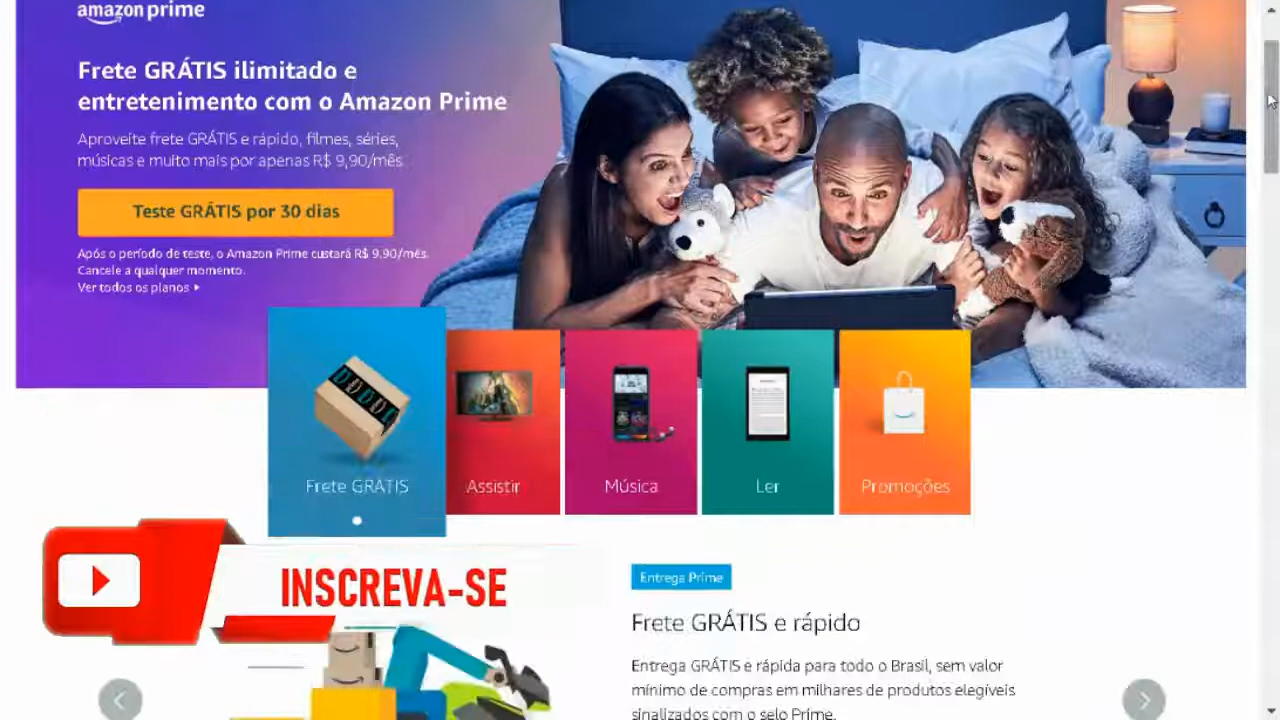 amazon prime
Frete GRÁTIS ilimitado e
entretenimento com o Amazon Prime
Aproveite frete GRÁTIS e rápido, filmes, séries,
músicas e muito mais por apenas R$ 9,90/mês.
Teste GRÁTIS por 30 dias
Após o período de teste, o Amazon Prime custará R$ 9,90/mês.
Cancele a qualquer momento.
Ver todos os planos
Frete GRÁTIS
Assistir
Música
Ler
Promoções
INSCREVA-SE
Entrega Prime
Frete GRÁTIS e rápido
Entrega GRÁTIS e rápida para todo o Brasil, sem valor
mínimo de compras em milhares de produtos elegíveis
sinalizados com o selo Prime.